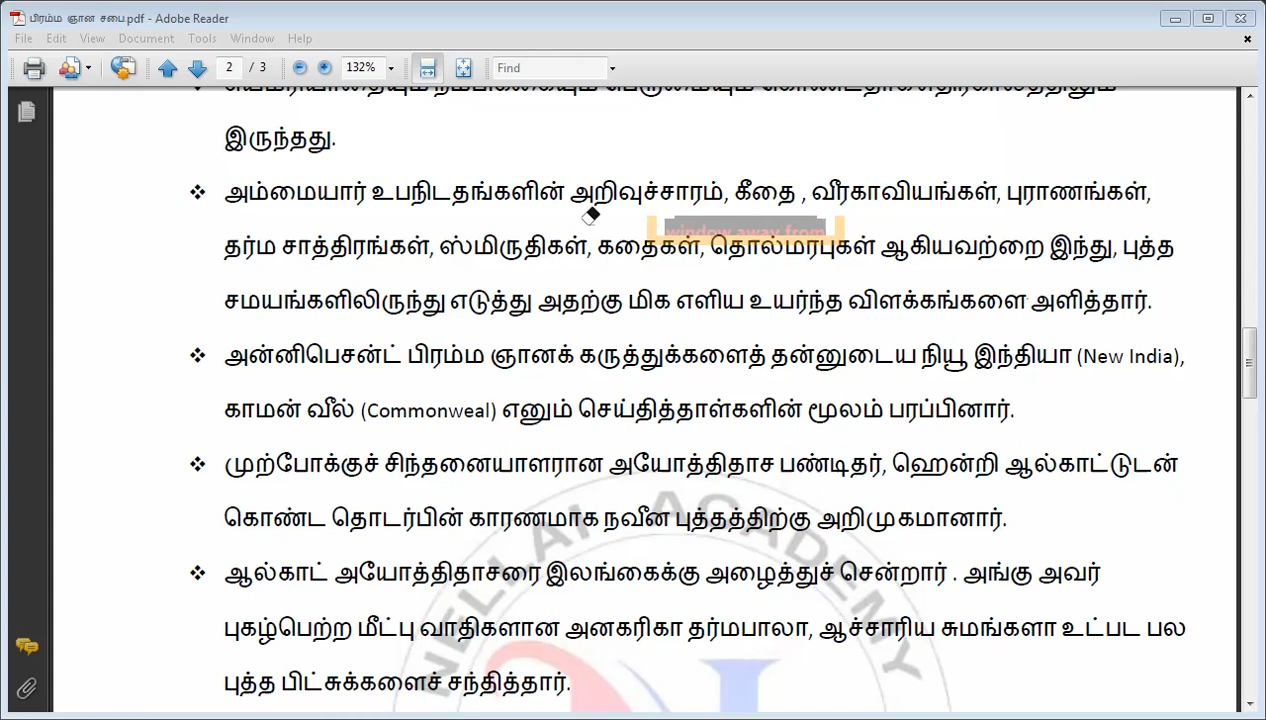 பிரம்ம ஞான சபை.pdf - Adobe Reader
File Edit View Document Tools Window Help
2 / 3 132% Find
இருந்தது.
❖ அம்மையார் உபநிடதங்களின் அறிவுச்சாரம், கீதை , வீரகாவியங்கள், புராணங்கள்,
window away from
தர்ம சாத்திரங்கள், ஸ்மிருதிகள், கதைகள், தொல்மரபுகள் ஆகியவற்றை இந்து, புத்த
சமயங்களிலிருந்து எடுத்து அதற்கு மிக எளிய உயர்ந்த விளக்கங்களை அளித்தார்.
❖ அன்னிபெசன்ட் பிரம்ம ஞானக் கருத்துக்களைத் தன்னுடைய நியூ இந்தியா (New India),
காமன் வீல் (Commonweal) எனும் செய்தித்தாள்களின் மூலம் பரப்பினார்.
❖ முற்போக்குச் சிந்தனையாளரான அயோத்திதாச பண்டிதர், ஹென்றி ஆல்காட்டுடன்
கொண்ட தொடர்பின் காரணமாக நவீன புத்தத்திற்கு அறிமுகமானார்.
❖ ஆல்காட் அயோத்திதாசரை இலங்கைக்கு அழைத்துச் சென்றார் . அங்கு அவர்
புகழ்பெற்ற மீட்பு வாதிகளான அனகரிகா தர்மபாலா, ஆச்சாரிய சுமங்களா உட்பட பல
புத்த பிட்சுக்களைச் சந்தித்தார்.
NELLAI ACADEMY